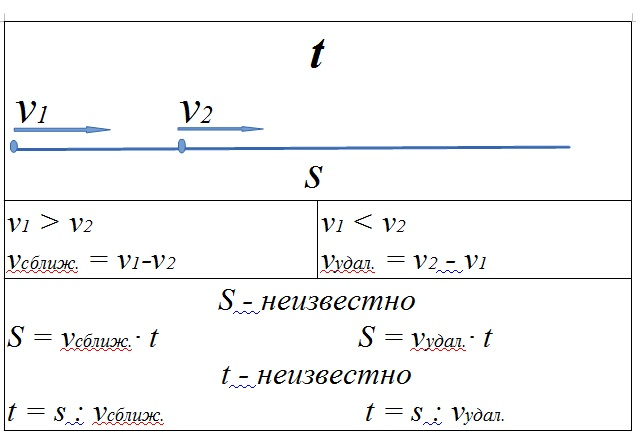 t
v1 v2
S
v1 > v2 v1 < v2
vсближ. = v1-v2 vудал. = v2 - v1
S - неизвестно
S = vсближ.· t S = vудал.· t
t - неизвестно
t = s : vсближ. t = s : vудал.